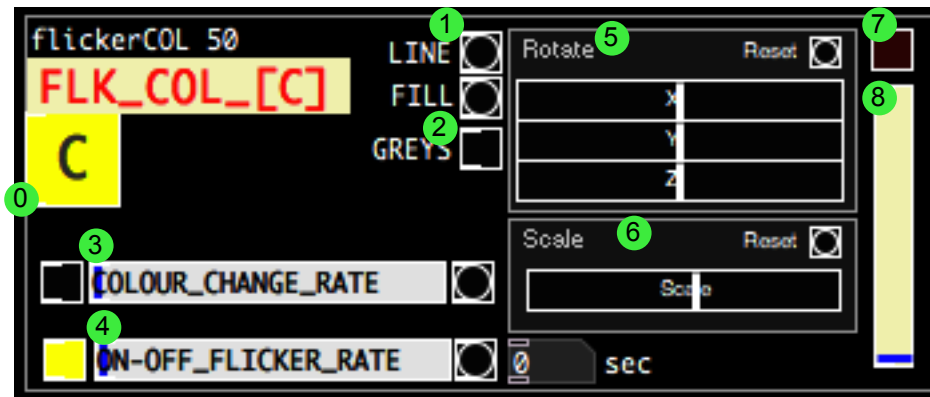 flickerCOL 50
FLK_COL_[C]
C
0
1
LINE
FILL
2
GREYS
3
COLOUR_CHANGE_RATE
4
ON-OFF_FLICKER_RATE
0 sec
Rotate 5 Reset
X
Y
Z
Scale 6 Reset
Scale
7
8